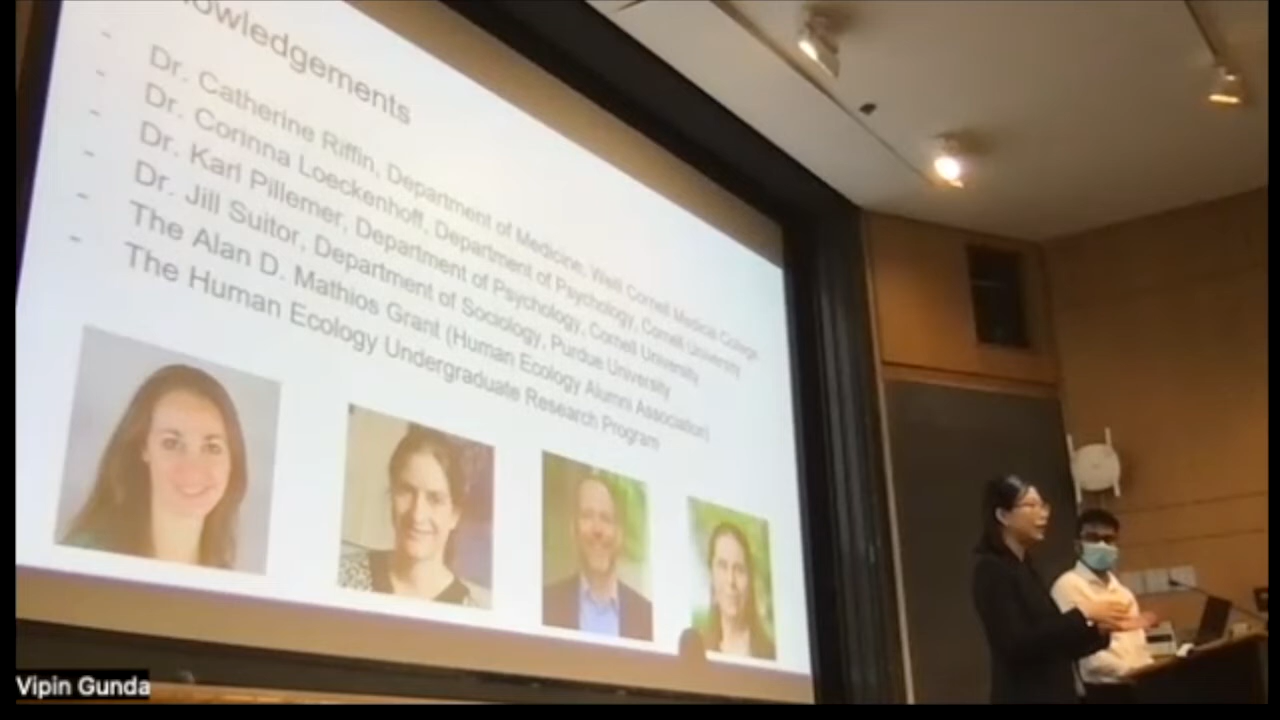 nowledgements
- Dr. Catherine Riffin, Department of Medicine, Weill Cornell Medical College
- Dr. Corinna Loeckenhoff, Department of Psychology, Cornell University
- Dr. Karl Pillemer, Department of Psychology, Cornell University
- Dr. Jill Suitor, Department of Sociology, Purdue University
- The Alan D. Mathios Grant (Human Ecology Alumni Association)
- The Human Ecology Undergraduate Research Program
Vipin Gunda